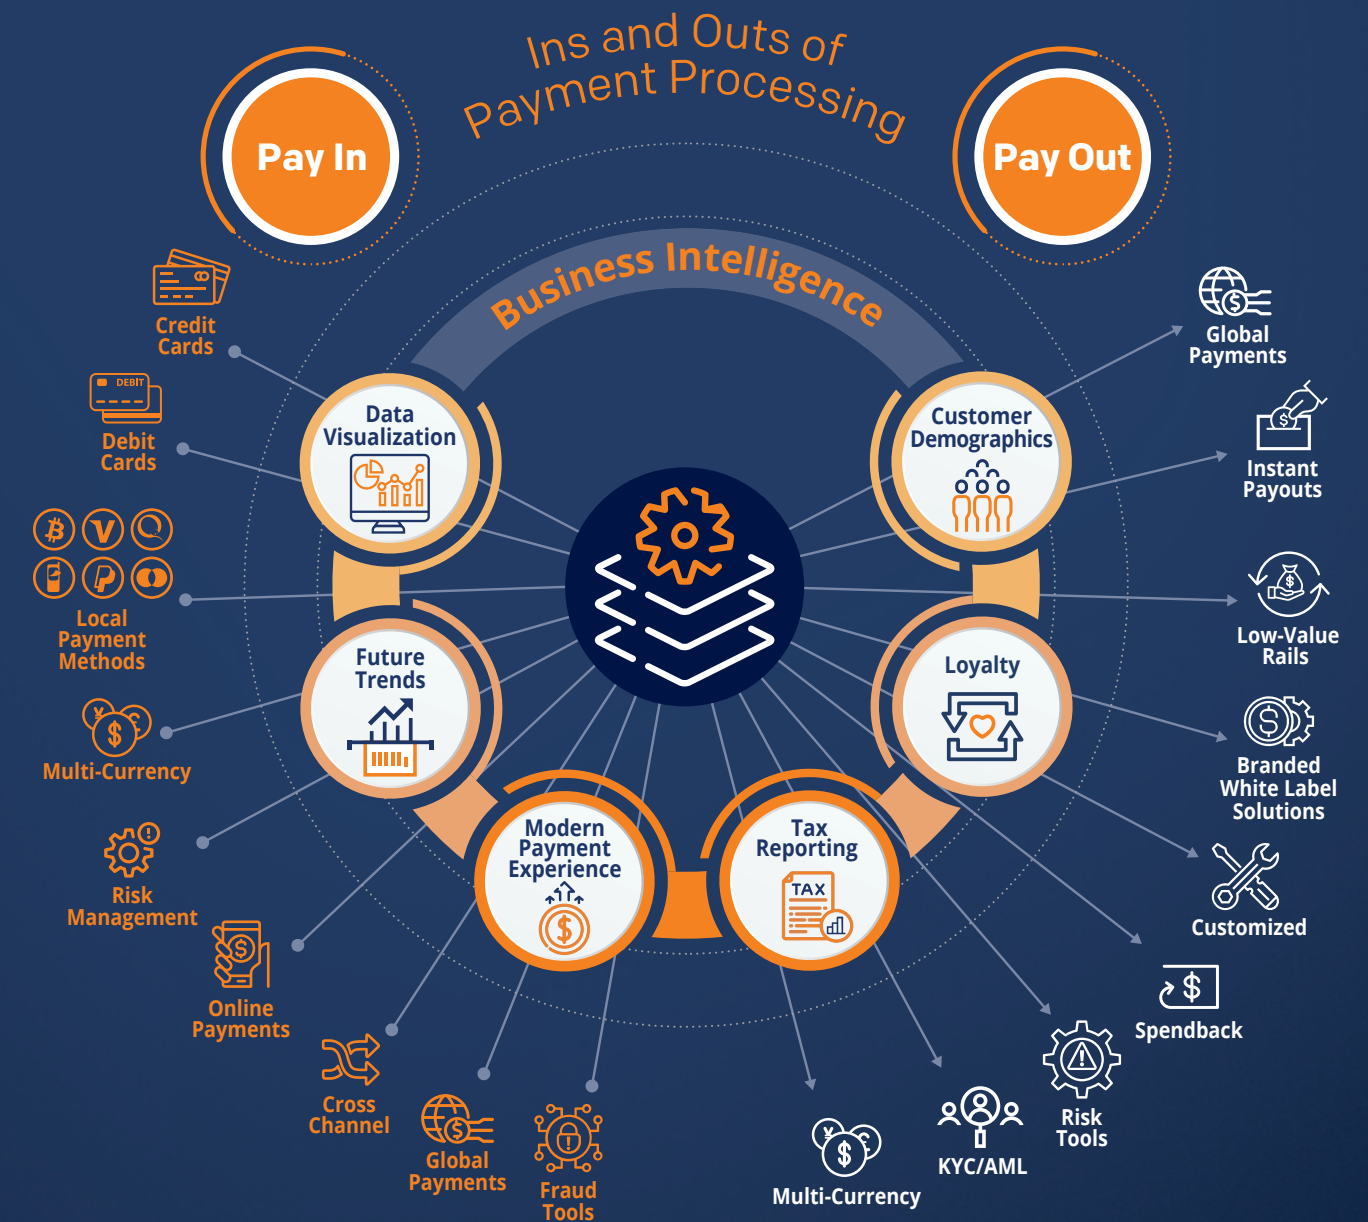 Ins and Outs of
Payment Processing
Pay In
Pay Out
Business Intelligence
Credit
Cards
DEBIT
Debit
Cards
Local
Payment
Methods
Multi-Currency
Risk
Management
Online
Payments
Cross
Channel
Global
Payments
Fraud
Tools
Data
Visualization
Future
Trends
Modern
Payment
Experience
Tax
Reporting
TAX
Loyalty
Customer
Demographics
Global
Payments
Instant
Payouts
Low-Value
Rails
Branded
White Label
Solutions
Customized
Spendback
Risk
Tools
KYC/AML
Multi-Currency